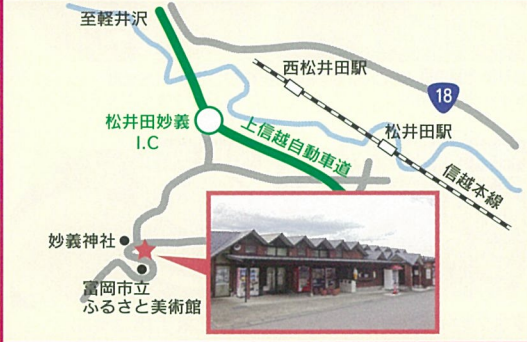 至軽井沢
西松井田駅
18
松井田妙義
I.C
上信越自動車道
松井田駅
信越本線
妙義神社
富岡市立
ふるさと美術館